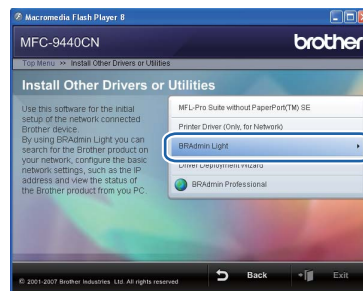 Macromedia Flash Player 8
MFC-9440CN
brother
Top Menu >> Install Other Drivers or Utilities
Install Other Drivers or Utilities
Use this software for the initial
setup of the network connected
Brother device.
By using BRAdmin Light you can
search for the Brother product on
your network, configure the basic
network settings, such as the IP
address and view the status of
the Brother product from you PC.
MFL-Pro Suite without PaperPort(TM) SE
Printer Driver (Only, for Network)
BRAdmin Light
Driver Deployment Wizard
BRAdmin Professional
© 2001-2007 Brother Industries Ltd. All rights reserved
Back
Exit